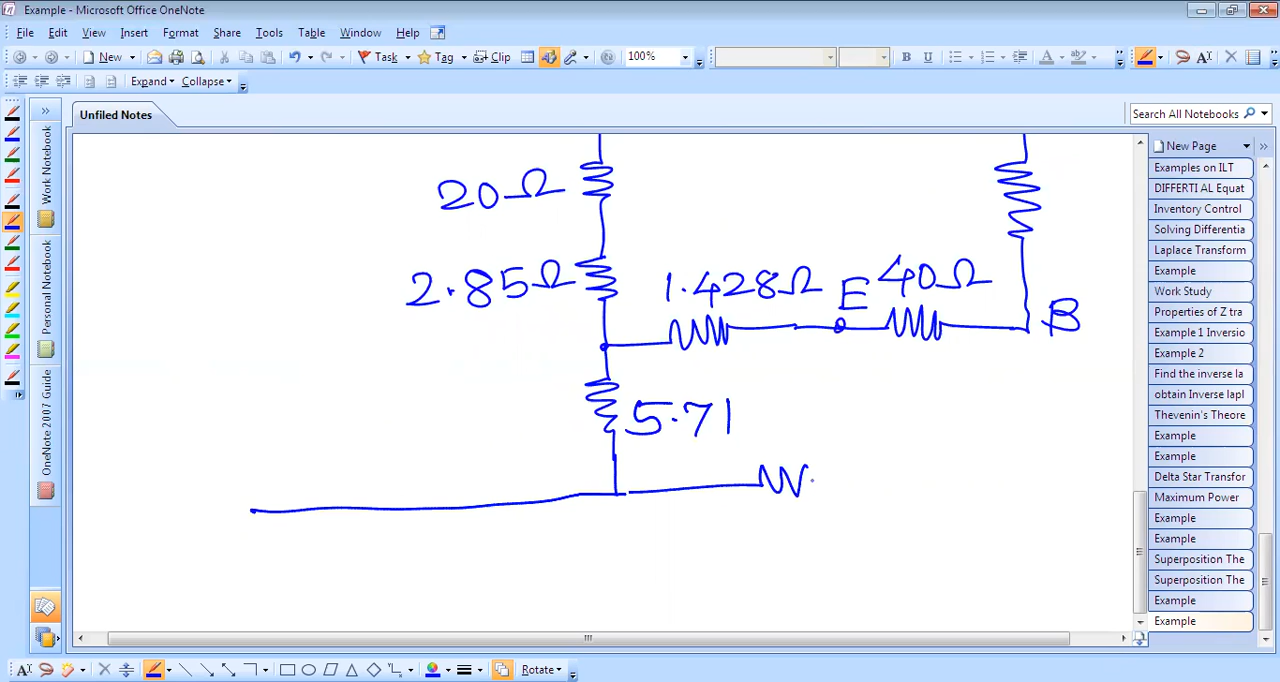 Example - Microsoft Office OneNote
File Edit View Insert Format Share Tools Table Window Help
New Task Tag Clip 100% B U A
Expand Collapse
Unfiled Notes
Search All Notebooks
New Page
Work Notebook
Personal Notebook
OneNote 2007 Guide
20Ω
2.85Ω
1.428Ω
E
40Ω
B
5.71
Examples on ILT
DIFFERTI AL Equat
Inventory Control
Solving Differentia
Laplace Transform
Example
Work Study
Properties of Z tra
Example 1 Inversio
Example 2
Find the inverse la
obtain Inverse lapl
Thevenin's Theore
Example
Example
Delta Star Transfor
Maximum Power
Example
Example
Superposition The
Superposition The
Example
Example
Rotate